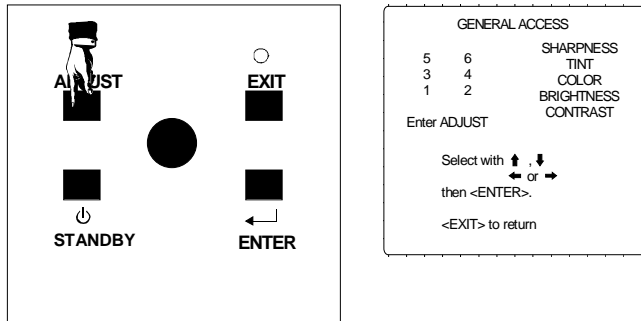 ADJUST
EXIT
STANDBY
ENTER
GENERAL ACCESS
5 6 SHARPNESS
3 4 TINT
1 2 COLOR
BRIGHTNESS
CONTRAST
Enter ADJUST
Select with ⬆ , ⬇
⬅ or ➡
then <ENTER>.
<EXIT> to return